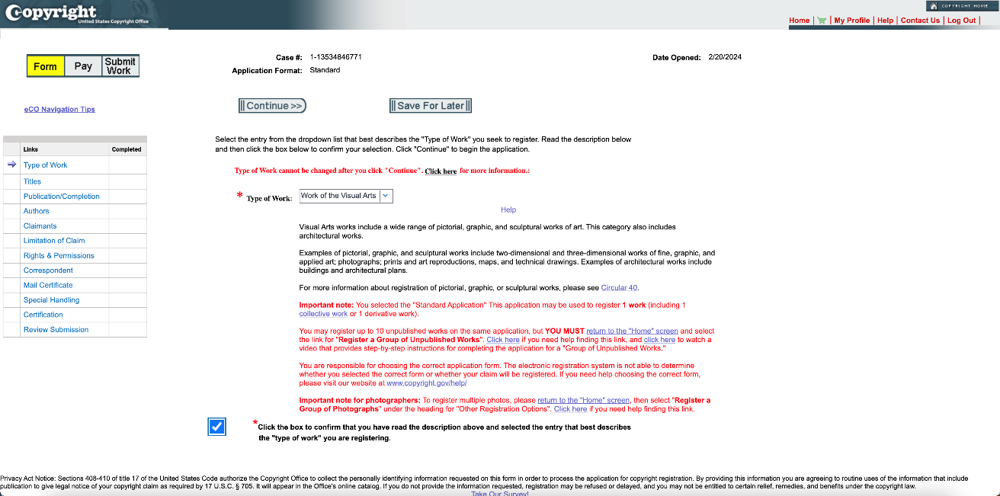 Copyright
United States Copyright Office
COPYRIGHT HOME
Home | | My Profile | Help | Contact Us | Log Out |
Form Pay Submit Work
Case #: 1-13534846771
Date Opened: 2/20/2024
Application Format: Standard
eCO Navigation Tips
Continue >>
Save For Later
Links Completed
Type of Work
Titles
Publication/Completion
Authors
Claimants
Limitation of Claim
Rights & Permissions
Correspondent
Mail Certificate
Special Handling
Certification
Review Submission
Select the entry from the dropdown list that best describes the "Type of Work" you seek to register. Read the description below
and then click the box below to confirm your selection. Click "Continue" to begin the application.
Type of Work cannot be changed after you click "Continue". Click here for more information.:
* Type of Work: Work of the Visual Arts
Help
Visual Arts works include a wide range of pictorial, graphic, and sculptural works of art. This category also includes
architectural works.
Examples of pictorial, graphic, and sculptural works include two-dimensional and three-dimensional works of fine, graphic, and
applied art; photographs; prints and art reproductions, maps, and technical drawings. Examples of architectural works include
buildings and architectural plans.
For more information about registration of pictorial, graphic, or sculptural works, please see Circular 40.
Important note: You selected the "Standard Application" This application may be used to register 1 work (including 1
collective work or 1 derivative work).
You may register up to 10 unpublished works on the same application, but YOU MUST return to the "Home" screen and select
the link for "Register a Group of Unpublished Works". Click here if you need help finding this link, and click here to watch a
video that provides step-by-step instructions for completing the application for a "Group of Unpublished Works."
You are responsible for choosing the correct application form. The electronic registration system is not able to determine
whether you selected the correct form or whether your claim will be registered. If you need help choosing the correct form,
please visit our website at www.copyright.gov/help/
Important note for photographers: To register multiple photos, please return to the "Home" screen, then select "Register a
Group of Photographs" under the heading for "Other Registration Options". Click here if you need help finding this link.
*Click the box to confirm that you have read the description above and selected the entry that best describes
the "type of work" you are registering.
Privacy Act Notice: Sections 408-410 of title 17 of the United States Code authorize the Copyright Office to collect the personally identifying information requested on this form in order to process the application for copyright registration. By providing this information you are agreeing to routine uses of the information that include
publication to give legal notice of your copyright claim as required by 17 U.S.C. § 705. It will appear in the Office's online catalog. If you do not provide the information requested, registration may be refused or delayed, and you may not be entitled to certain relief, remedies, and benefits under the copyright law.
Take Our Survey!